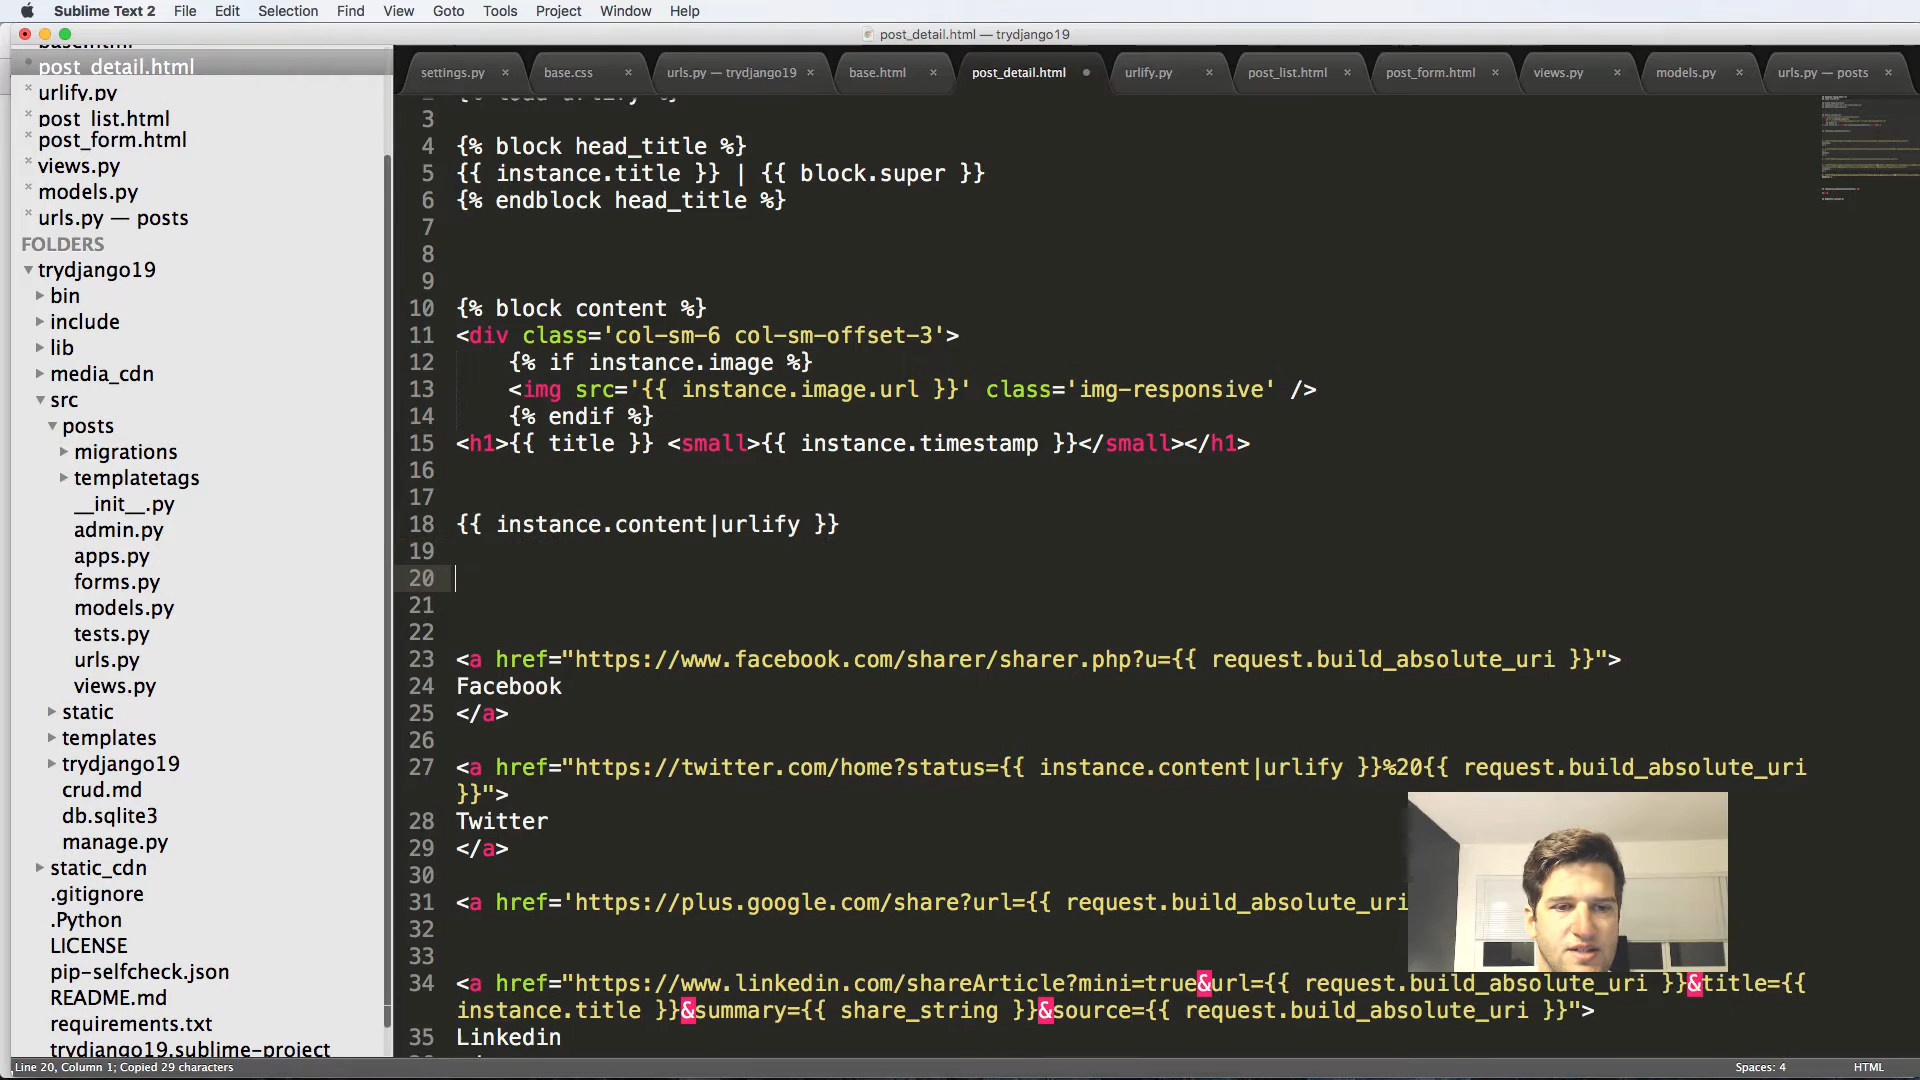 Sublime Text 2 File Edit Selection Find View Goto Tools Project Window Help
post_detail.html — trydjango19
settings.py × base.css × urls.py — trydjango19 × base.html × post_detail.html urlify.py × post_list.html × post_form.html × views.py × models.py × urls.py — posts ×
base.html
post_detail.html
urlify.py
post_list.html
post_form.html
views.py
models.py
urls.py — posts
FOLDERS
trydjango19
bin
include
lib
media_cdn
src
posts
migrations
templatetags
__init__.py
admin.py
apps.py
forms.py
models.py
tests.py
urls.py
views.py
static
templates
trydjango19
crud.md
db.sqlite3
manage.py
static_cdn
.gitignore
.Python
LICENSE
pip-selfcheck.json
README.md
requirements.txt
trydjango19.sublime-project
2 {% load urlify %}
3
4 {% block head_title %}
5 {{ instance.title }} | {{ block.super }}
6 {% endblock head_title %}
7
8
9
10 {% block content %}
11 <div class='col-sm-6 col-sm-offset-3'>
12 {% if instance.image %}
13 <img src='{{ instance.image.url }}' class='img-responsive' />
14 {% endif %}
15 <h1>{{ title }} <small>{{ instance.timestamp }}</small></h1>
16
17
18 {{ instance.content|urlify }}
19
20
21
22
23 <a href="https://www.facebook.com/sharer/sharer.php?u={{ request.build_absolute_uri }}">
24 Facebook
25 </a>
26
27 <a href="https://twitter.com/home?status={{ instance.content|urlify }}%20{{ request.build_absolute_uri
}}">
28 Twitter
29 </a>
30
31 <a href='https://plus.google.com/share?url={{ request.build_absolute_uri
32
33
34 <a href="https://www.linkedin.com/shareArticle?mini=true&url={{ request.build_absolute_uri }}&title={{
instance.title }}&summary={{ share_string }}&source={{ request.build_absolute_uri }}">
35 Linkedin
Line 20, Column 1; Copied 29 characters
Spaces: 4
HTML